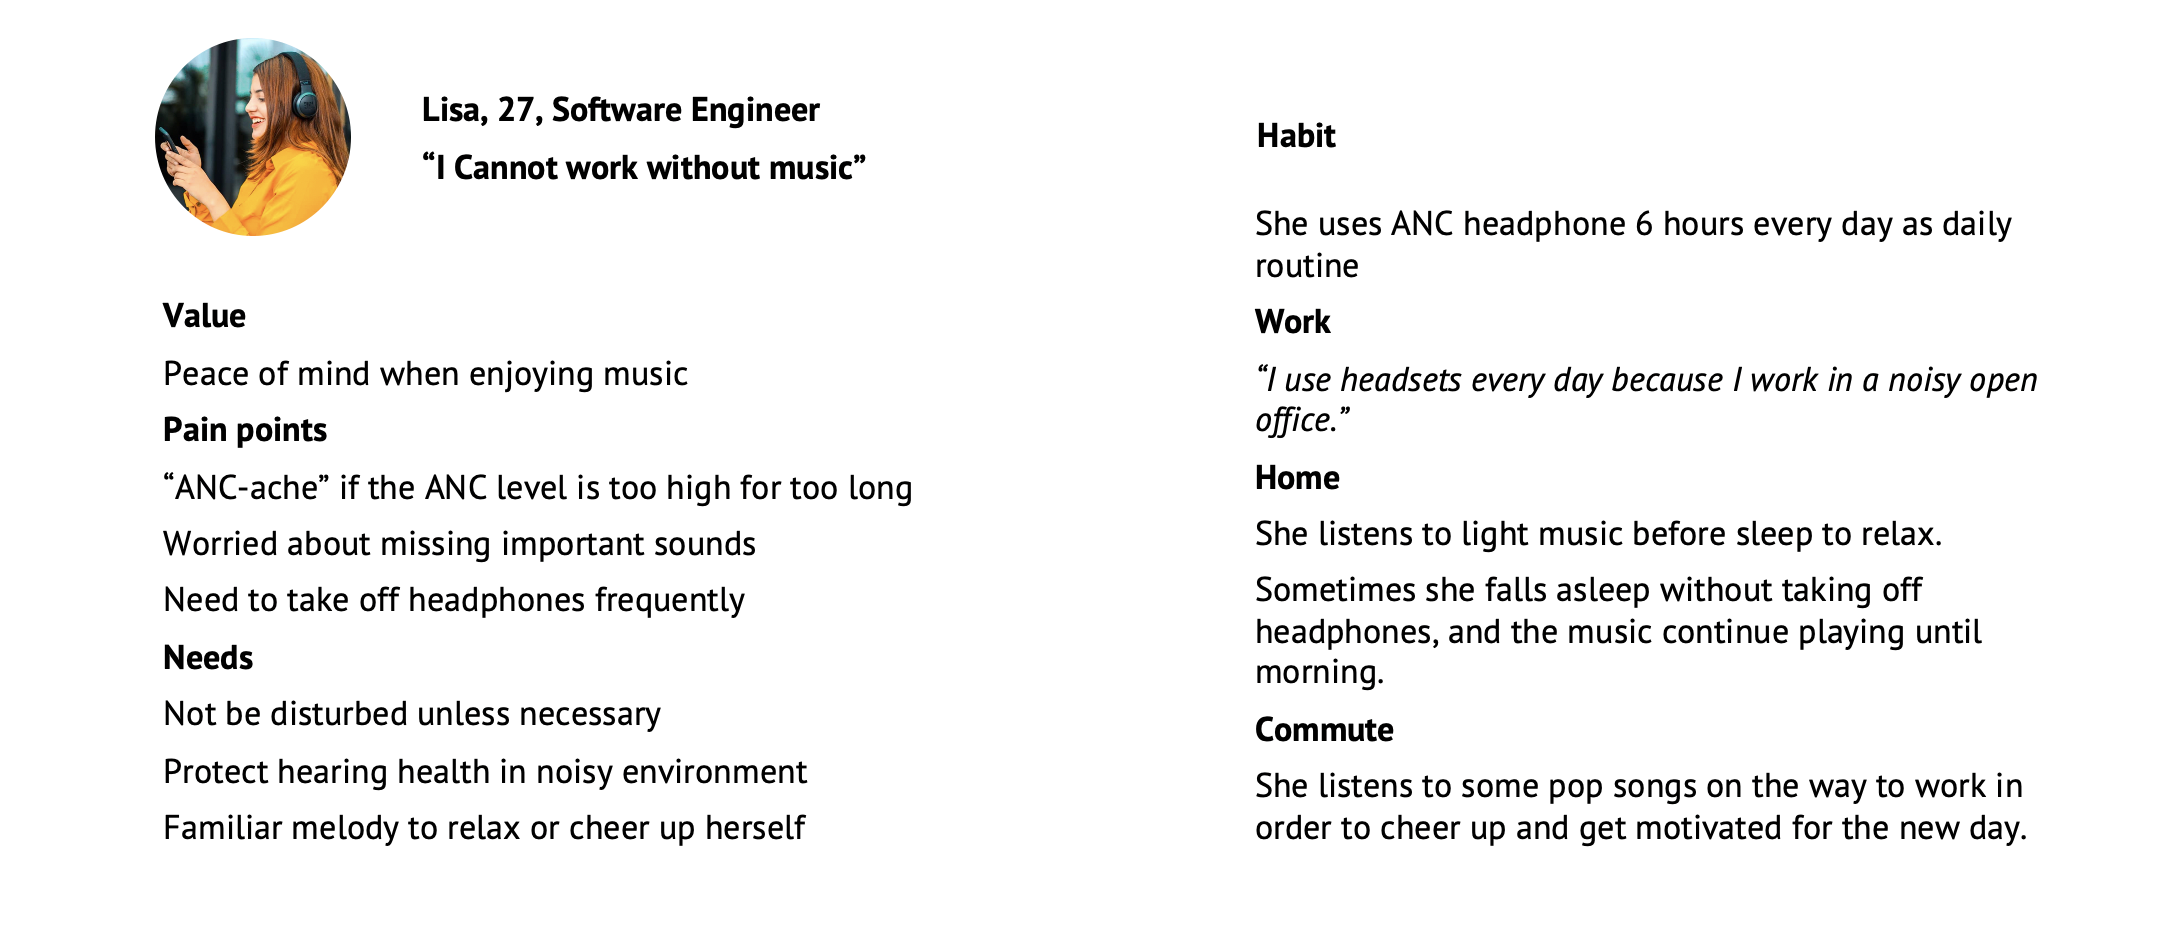 Lisa, 27, Software Engineer
“I Cannot work without music”
Value
Peace of mind when enjoying music
Pain points
“ANC-ache” if the ANC level is too high for too long
Worried about missing important sounds
Need to take off headphones frequently
Needs
Not be disturbed unless necessary
Protect hearing health in noisy environment
Familiar melody to relax or cheer up herself
Habit
She uses ANC headphone 6 hours every day as daily
routine
Work
“I use headsets every day because I work in a noisy open
office.”
Home
She listens to light music before sleep to relax.
Sometimes she falls asleep without taking off
headphones, and the music continue playing until
morning.
Commute
She listens to some pop songs on the way to work in
order to cheer up and get motivated for the new day.